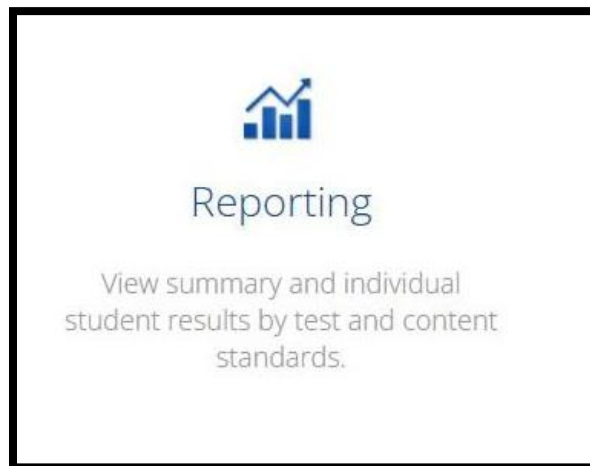 Reporting
View summary and individual
student results by test and content
standards.